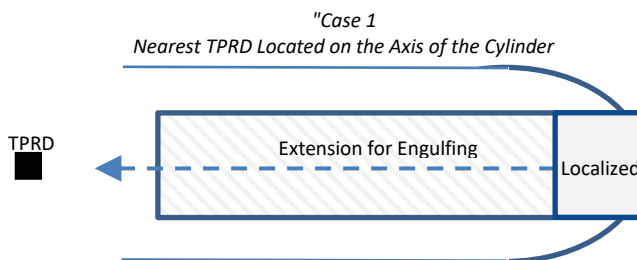 "Case 1
Nearest TPRD Located on the Axis of the Cylinder
TPRD
Extension for Engulfing
Localized